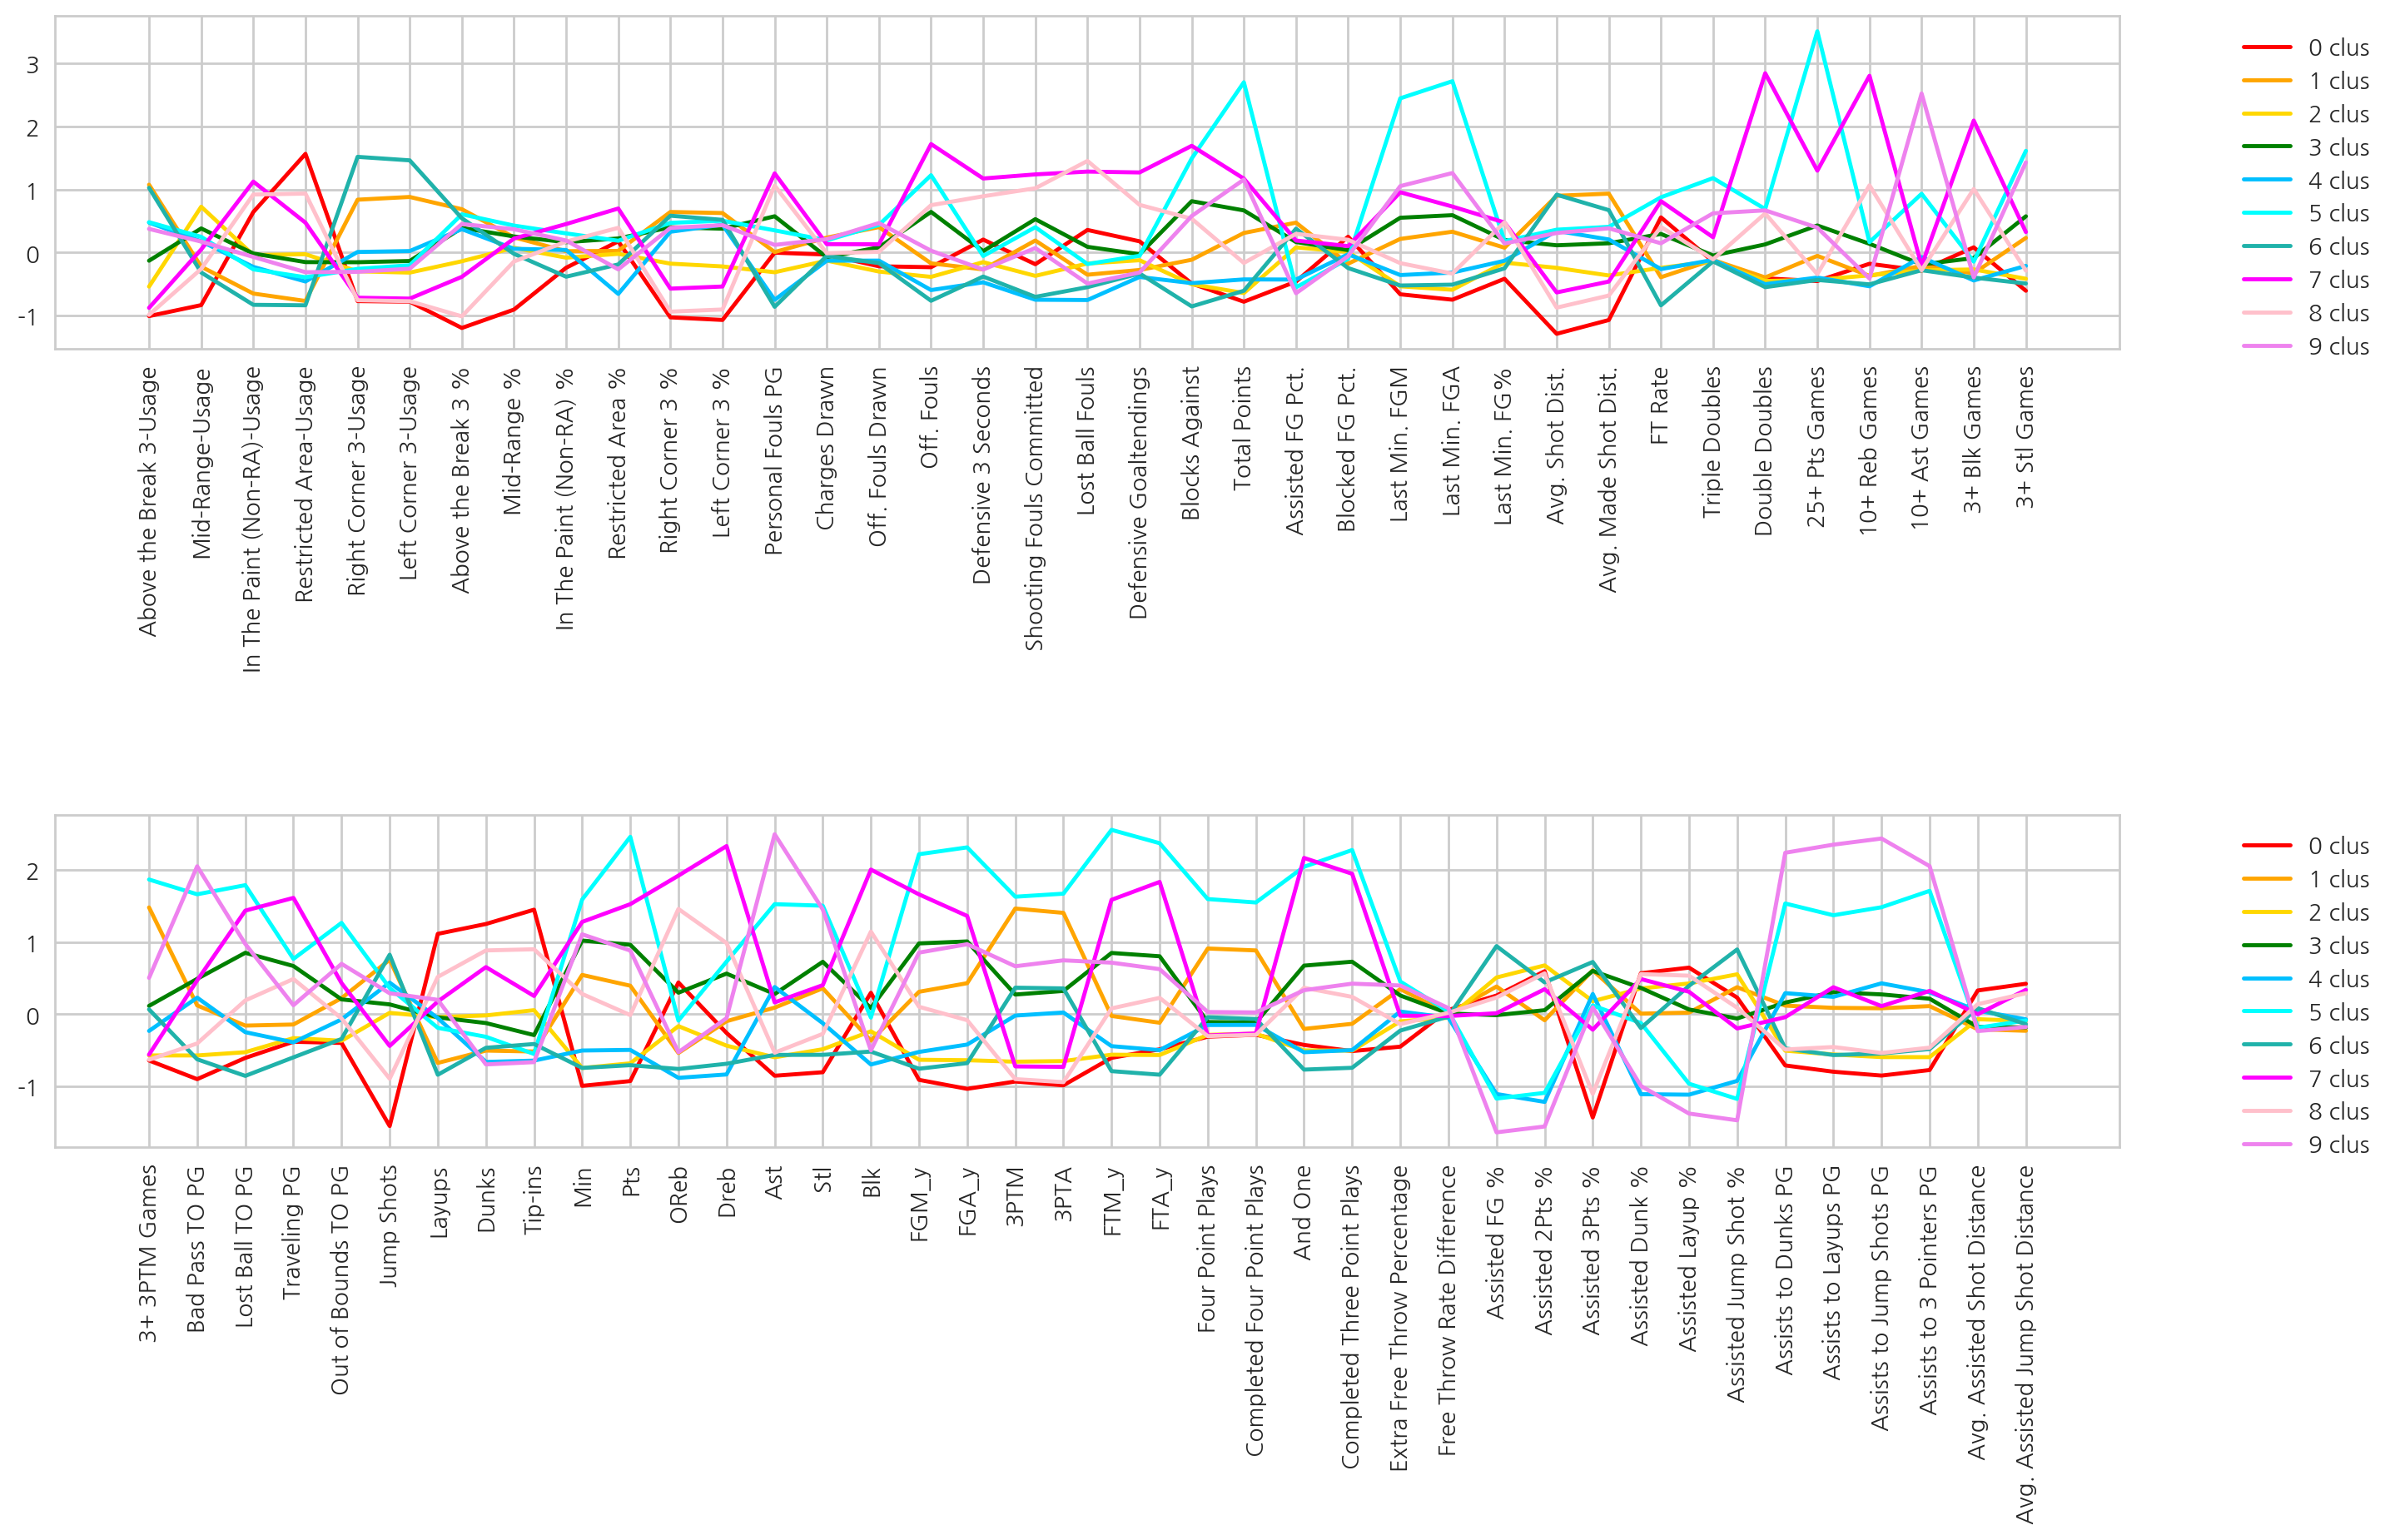 3
2
1
0
-1
0 clus
1 clus
2 clus
3 clus
4 clus
5 clus
6 clus
7 clus
8 clus
9 clus
Above the Break 3-Usage
Mid-Range-Usage
In The Paint (Non-RA)-Usage
Restricted Area-Usage
Right Corner 3-Usage
Left Corner 3-Usage
Above the Break 3 %
Mid-Range %
In The Paint (Non-RA) %
Restricted Area %
Right Corner 3 %
Left Corner 3 %
Personal Fouls PG
Charges Drawn
Off. Fouls Drawn
Off. Fouls
Defensive 3 Seconds
Shooting Fouls Committed
Lost Ball Fouls
Defensive Goaltendings
Blocks Against
Total Points
Assisted FG Pct.
Blocked FG Pct.
Last Min. FGM
Last Min. FGA
Last Min. FG%
Avg. Shot Dist.
Avg. Made Shot Dist.
FT Rate
Triple Doubles
Double Doubles
25+ Pts Games
10+ Reb Games
10+ Ast Games
3+ Blk Games
3+ Stl Games
2
1
0
-1
0 clus
1 clus
2 clus
3 clus
4 clus
5 clus
6 clus
7 clus
8 clus
9 clus
3+ 3PTM Games
Bad Pass TO PG
Lost Ball TO PG
Traveling PG
Out of Bounds TO PG
Jump Shots
Layups
Dunks
Tip-ins
Min
Pts
OReb
Dreb
Ast
Stl
Blk
FGM_y
FGA_y
3PTM
3PTA
FTM_y
FTA_y
Four Point Plays
Completed Four Point Plays
And One
Completed Three Point Plays
Extra Free Throw Percentage
Free Throw Rate Difference
Assisted FG %
Assisted 2Pts %
Assisted 3Pts %
Assisted Dunk %
Assisted Layup %
Assisted Jump Shot %
Assists to Dunks PG
Assists to Layups PG
Assists to Jump Shots PG
Assists to 3 Pointers PG
Avg. Assisted Shot Distance
Avg. Assisted Jump Shot Distance